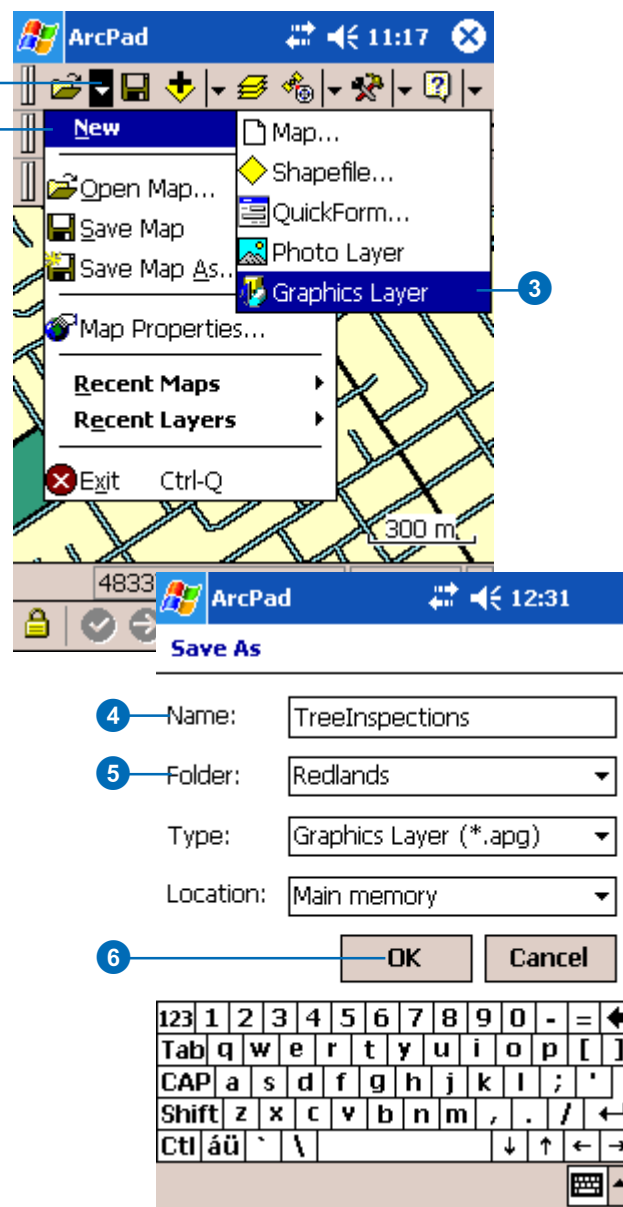 ArcPad 11:17
New
Open Map...
Save Map
Save Map As..
Map Properties...
Recent Maps
Recent Layers
Exit Ctrl-Q
Map...
Shapefile...
QuickForm...
Photo Layer
Graphics Layer
3
300 m
4833
ArcPad 12:31
Save As
4 Name: TreeInspections
5 Folder: Redlands
Type: Graphics Layer (*.apg)
Location: Main memory
6 OK Cancel
123 1 2 3 4 5 6 7 8 9 0 - =
Tab q w e r t y u i o p [ ]
CAP a s d f g h j k l ; '
Shift z x c v b n m , . /
Ctl áü ` \ ↓ ↑ ← →